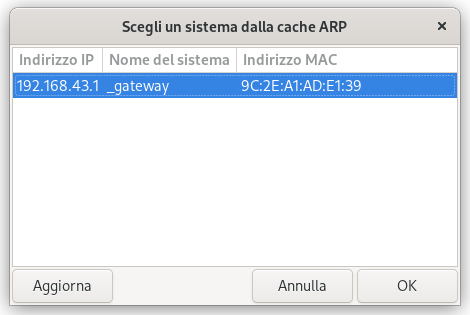 Scegli un sistema dalla cache ARP ×
Indirizzo IP Nome del sistema Indirizzo MAC
192.168.43.1 _gateway 9C:2E:A1:AD:E1:39
Aggiorna Annulla OK